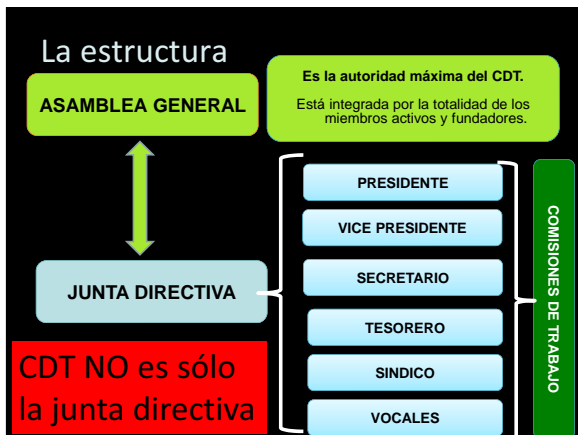 La estructura
ASAMBLEA GENERAL
Es la autoridad máxima del CDT.
Está integrada por la totalidad de los
miembros activos y fundadores.
JUNTA DIRECTIVA
PRESIDENTE
VICE PRESIDENTE
SECRETARIO
TESORERO
SINDICO
VOCALES
COMISIONES DE TRABAJO
CDT NO es sólo
la junta directiva